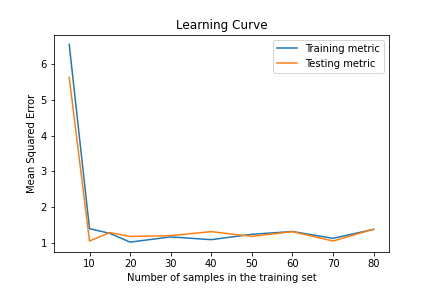 Learning Curve
Training metric
Testing metric
6
5
4
3
2
1
Mean Squared Error
10 20 30 40 50 60 70 80
Number of samples in the training set